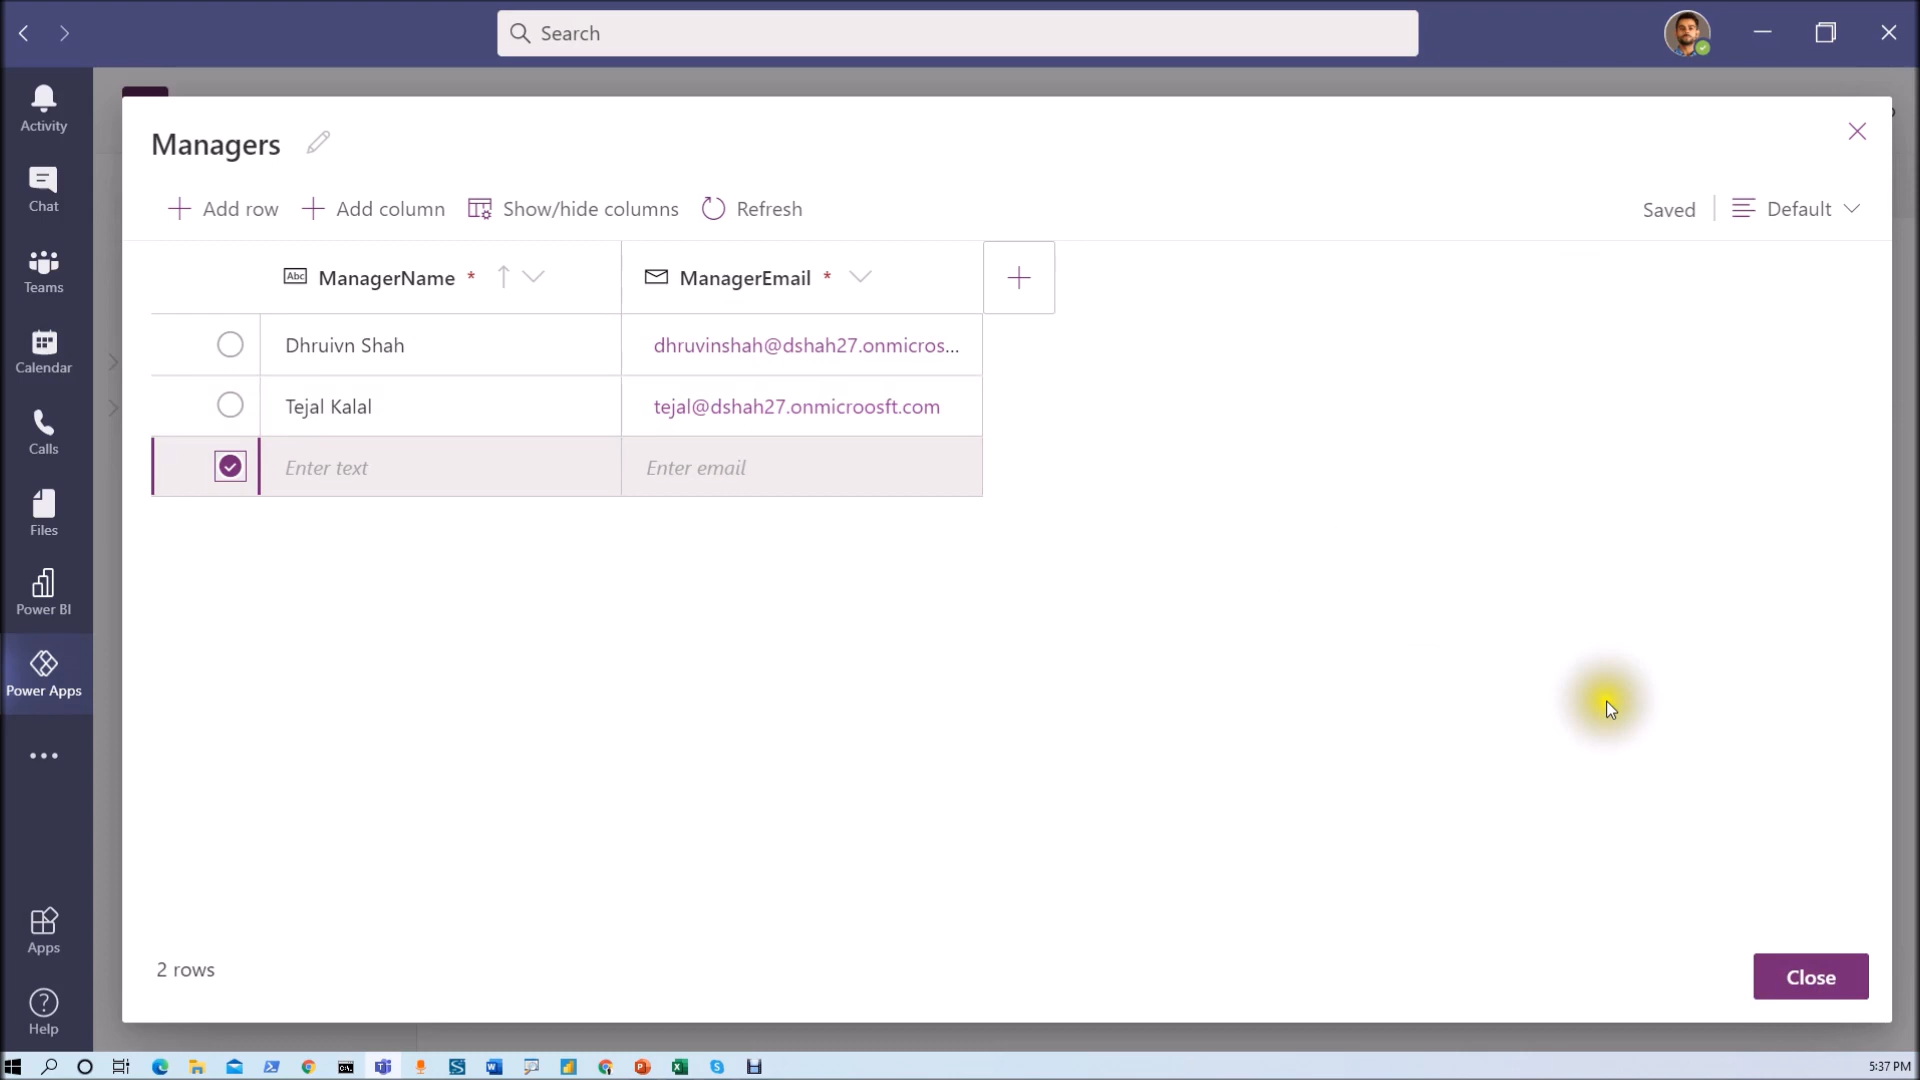 Search
Activity
Chat
Teams
Calendar
Calls
Files
Power BI
Power Apps
Apps
Help
Managers
Add row
Add column
Show/hide columns
Refresh
Saved
Default
Abc ManagerName *
ManagerEmail *
Dhruivn Shah
dhruvinshah@dshah27.onmicros...
Tejal Kalal
tejal@dshah27.onmicroosft.com
Enter text
Enter email
2 rows
Close
5:37 PM